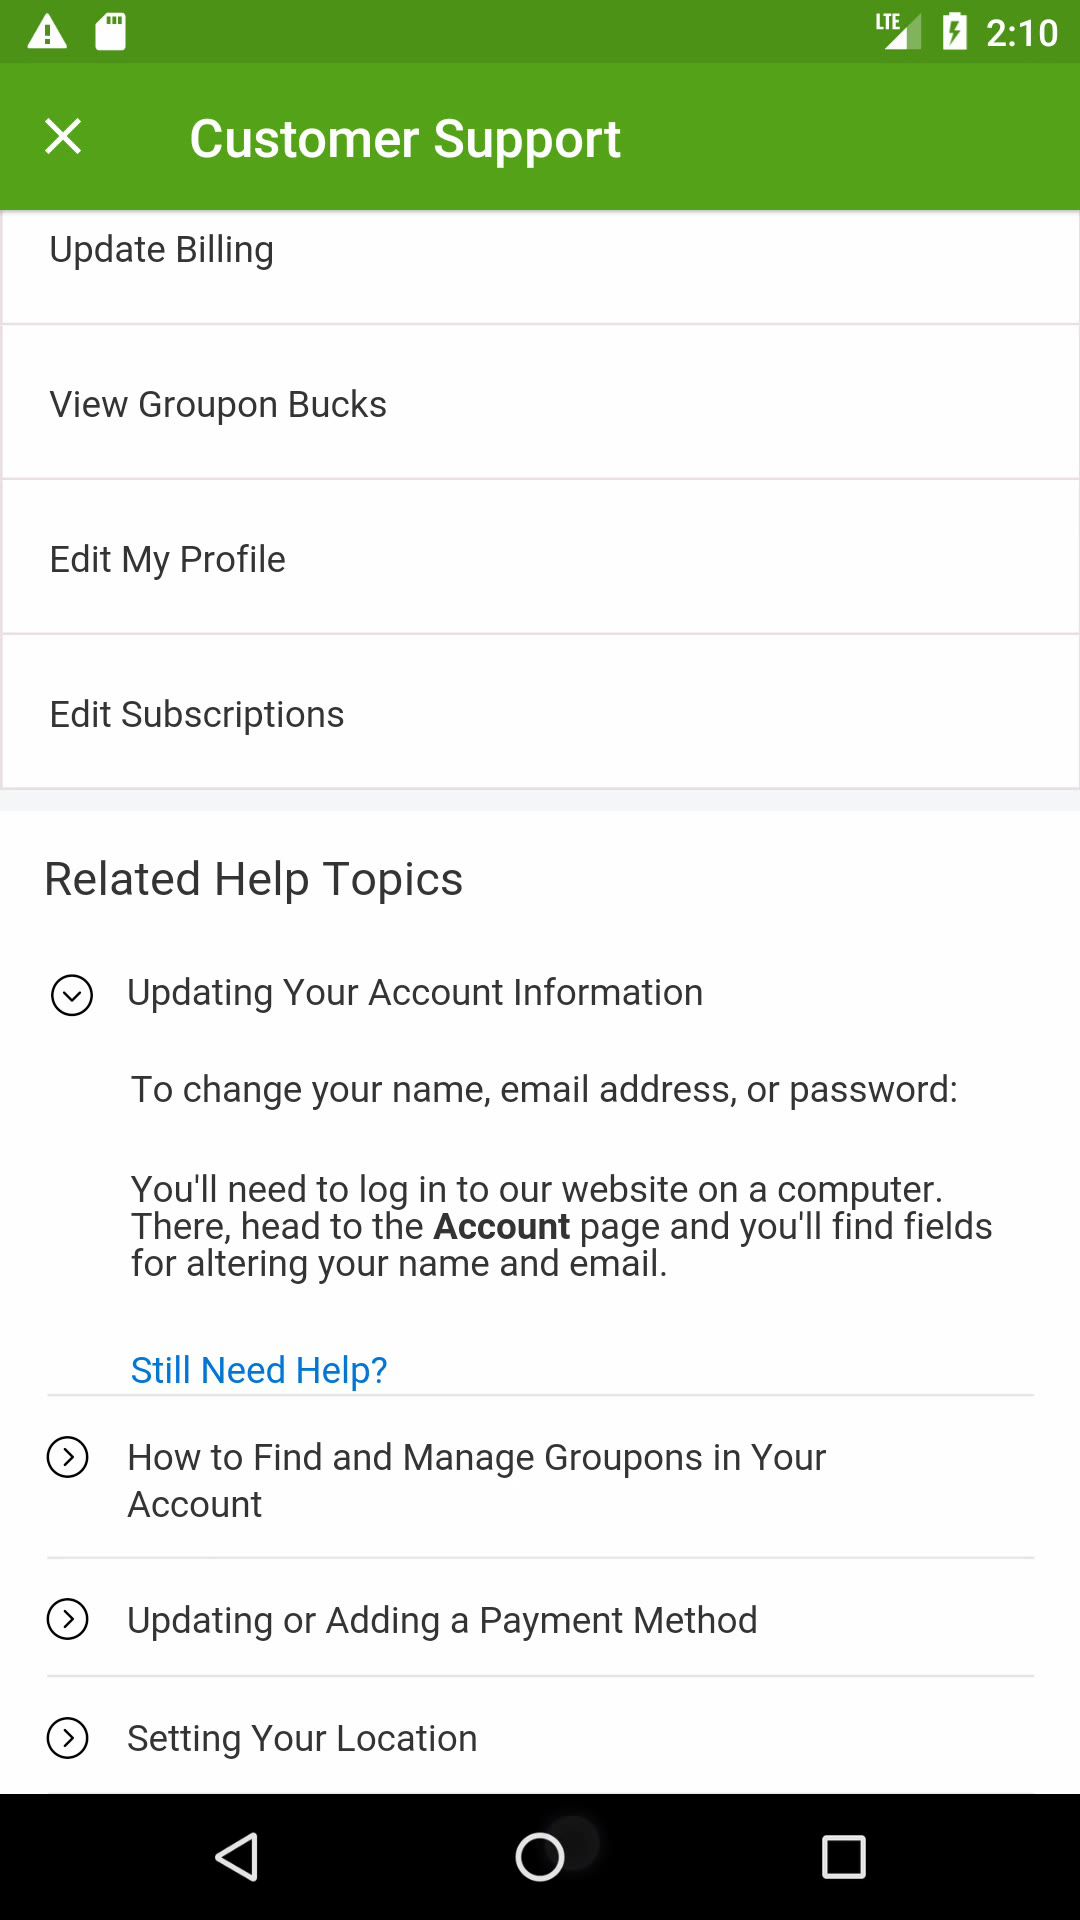 LTE 2:10
Customer Support
Update Billing
View Groupon Bucks
Edit My Profile
Edit Subscriptions
Related Help Topics
Updating Your Account Information
To change your name, email address, or password:
You'll need to log in to our website on a computer.
There, head to the Account page and you'll find fields
for altering your name and email.
Still Need Help?
How to Find and Manage Groupons in Your
Account
Updating or Adding a Payment Method
Setting Your Location